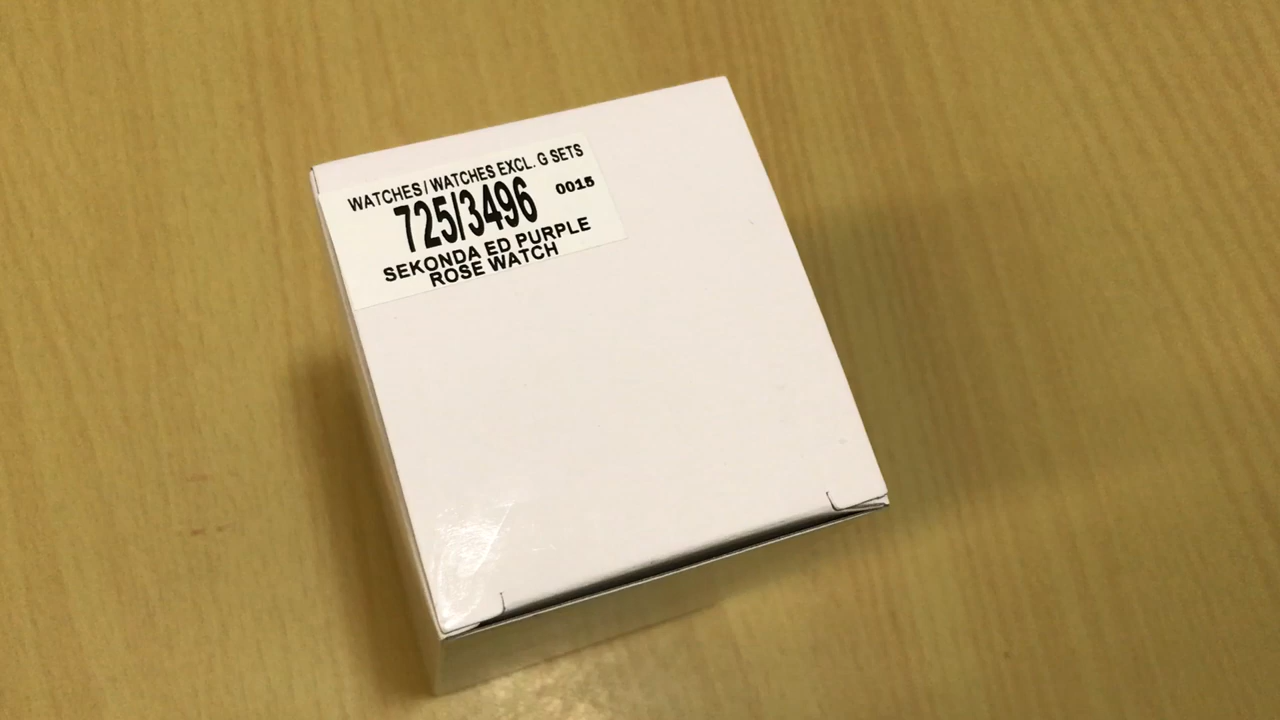 WATCHES / WATCHES EXCL. G SETS
725/3496 0015
SEKONDA ED PURPLE
ROSE WATCH